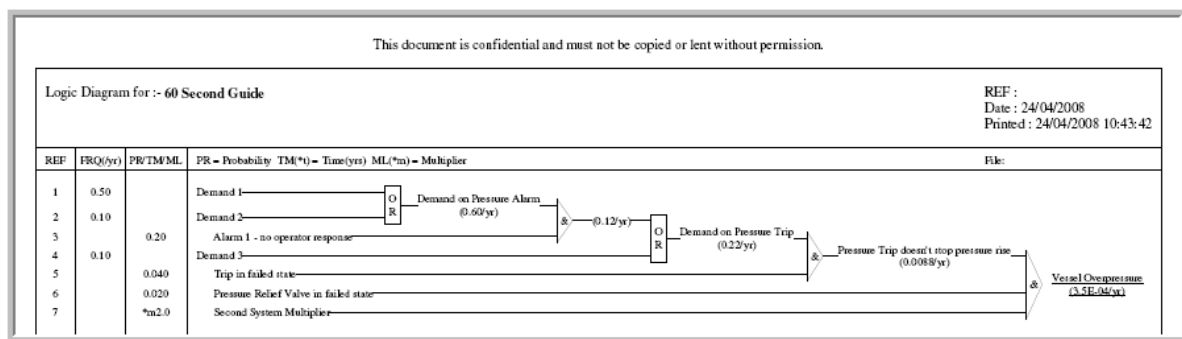 This document is confidential and must not be copied or lent without permission.
Logic Diagram for :- 60 Second Guide
REF :
Date : 24/04/2008
Printed : 24/04/2008 10:43:42
REF FRQ(/yr) PR/TM/ML PR = Probability TM(*t) = Time(yrs) ML(*m) = Multiplier File:
1 0.50 Demand 1
OR
Demand on Pressure Alarm
(0.60/yr)
2 0.10 Demand 2
& (0.12/yr)
3 0.20 Alarm 1 - no operator response
OR
Demand on Pressure Trip
(0.22/yr)
4 0.10 Demand 3
& Pressure Trip doesn't stop pressure rise
(0.0088/yr)
5 0.040 Trip in failed state
6 0.020 Pressure Relief Valve in failed state
& Vessel Overpressure
(3.5E-04/yr)
7 *m2.0 Second System Multiplier